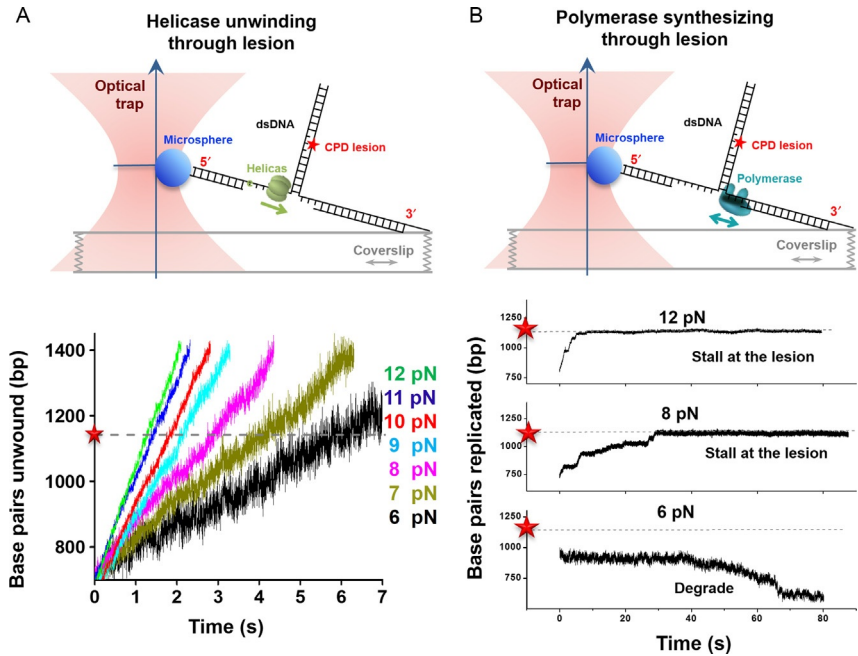 A
Helicase unwinding
through lesion
Optical
trap
Microsphere
5′
dsDNA
CPD lesion
Helicas
3′
Coverslip
1400
1200
1000
800
Base pairs unwound (bp)
12 pN
11 pN
10 pN
9 pN
8 pN
7 pN
6 pN
0 1 2 3 4 5 6 7
Time (s)
B
Polymerase synthesizing
through lesion
Optical
trap
Microsphere
5′
dsDNA
CPD lesion
Polymerase
3′
Coverslip
Base pairs replicated (bp)
1250
1000
750
12 pN
Stall at the lesion
1250
1000
750
8 pN
Stall at the lesion
1250
1000
750
6 pN
Degrade
0 20 40 60 80
Time (s)